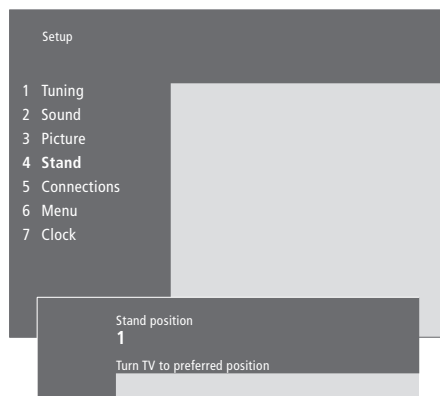 Setup
1 Tuning
2 Sound
3 Picture
4 Stand
5 Connections
6 Menu
7 Clock
Stand position
1
Turn TV to preferred position